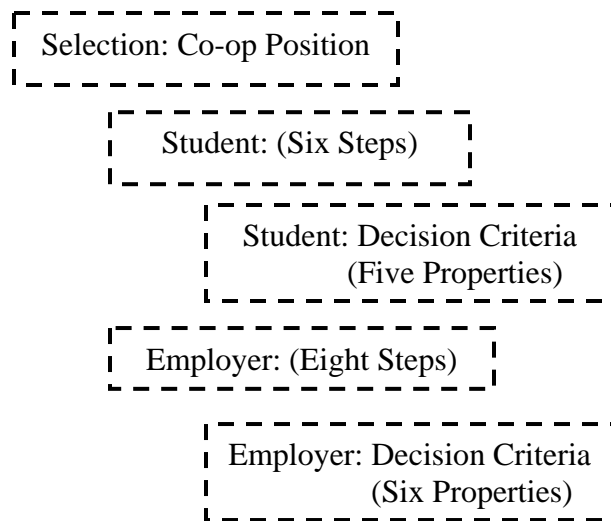 Selection: Co-op Position
Student: (Six Steps)
Student: Decision Criteria
(Five Properties)
Employer: (Eight Steps)
Employer: Decision Criteria
(Six Properties)